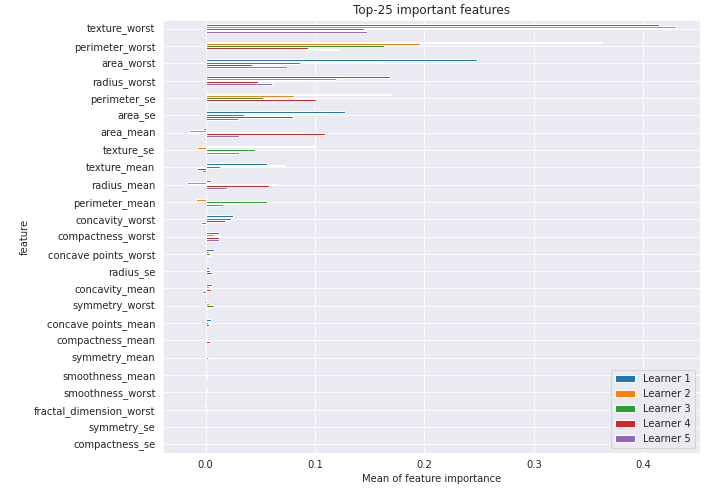 Top-25 important features
texture_worst
perimeter_worst
area_worst
radius_worst
perimeter_se
area_se
area_mean
texture_se
texture_mean
radius_mean
perimeter_mean
concavity_worst
compactness_worst
concave points_worst
radius_se
concavity_mean
symmetry_worst
concave points_mean
compactness_mean
symmetry_mean
smoothness_mean
smoothness_worst
fractal_dimension_worst
symmetry_se
compactness_se
feature
Learner 1
Learner 2
Learner 3
Learner 4
Learner 5
0.0 0.1 0.2 0.3 0.4
Mean of feature importance